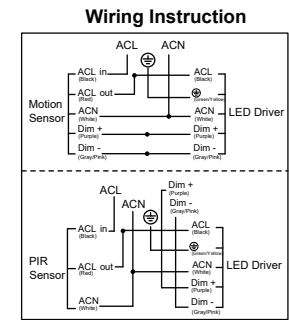 Wiring Instruction
ACL ACN
ACL in
(Black)
ACL out
(Red)
Motion
Sensor
ACN
(White)
Dim +
(Purple)
Dim -
(Gray/Pink)
ACL
(Black)
(Green/Yellow)
ACN
(White)
LED Driver
Dim +
(Purple)
Dim -
(Gray/Pink)
ACL
ACN
Dim +
(Purple)
Dim -
(Gray/Pink)
ACL in
(Black)
PIR
Sensor
ACL out
(Red)
ACN
(White)
ACL
(Black)
(Green/Yellow)
ACN
(White)
LED Driver
Dim +
(Purple)
Dim -
(Gray/Pink)